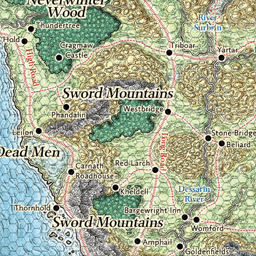 Neverwinter
Wood
Thundertree
River
Surbrin
Hold
Cragmaw
Castle
Triboar
Yartar
High Road
Sword Mountains
Phandalin
Westbridge
Leilon
Stone Bridge
Beliard
Dead Men
Long Road
Red Larch
Carnath
Roadhouse
Kheldell
Dessarin
River
Thornhold
Bargewright Inn
Womford
Sword Mountains
Amphail
Goldenfields